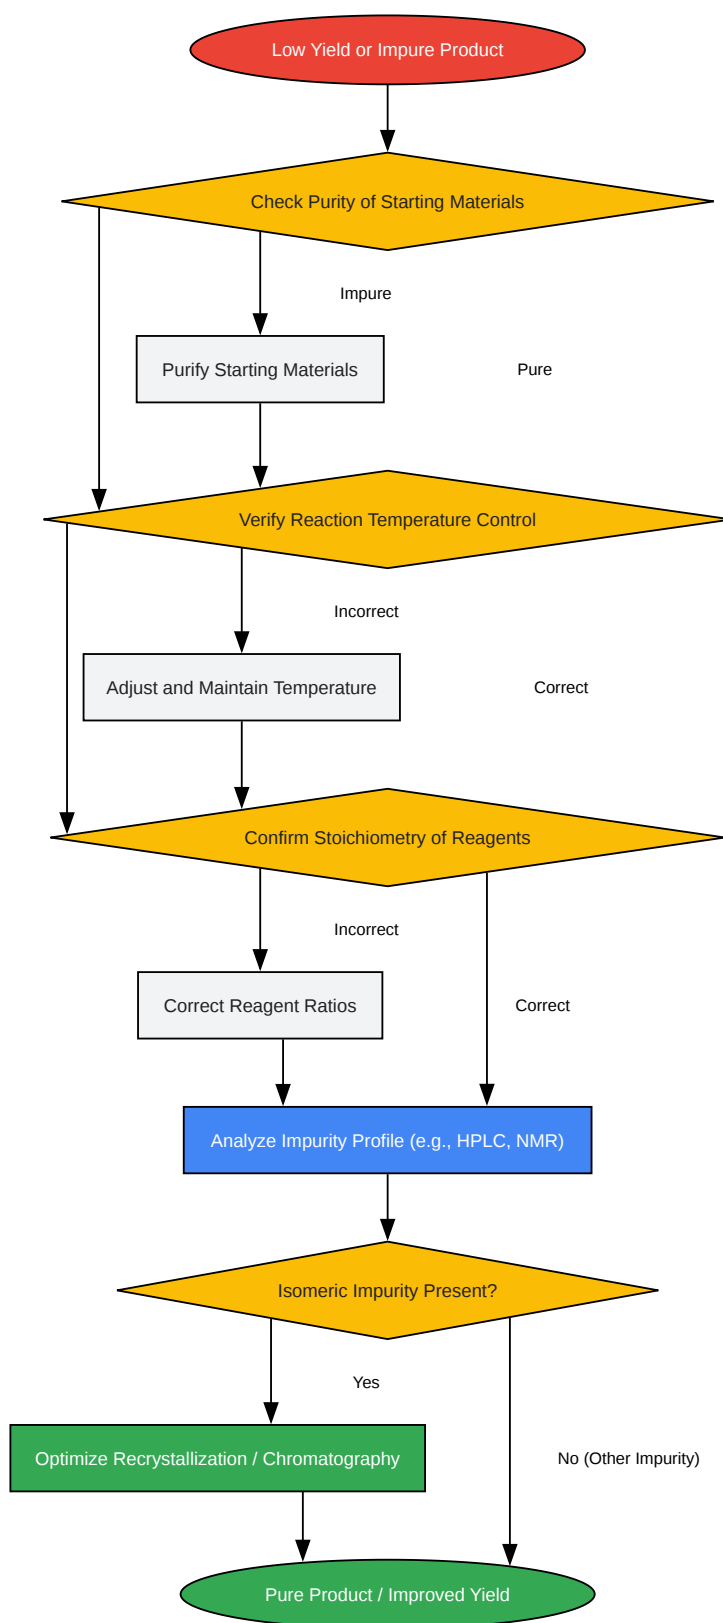 Low Yield or Impure Product
Check Purity of Starting Materials
Impure
Purify Starting Materials
Pure
Verify Reaction Temperature Control
Incorrect
Adjust and Maintain Temperature
Correct
Confirm Stoichiometry of Reagents
Incorrect
Correct Reagent Ratios
Correct
Analyze Impurity Profile (e.g., HPLC, NMR)
Isomeric Impurity Present?
Yes
Optimize Recrystallization / Chromatography
No (Other Impurity)
Pure Product / Improved Yield